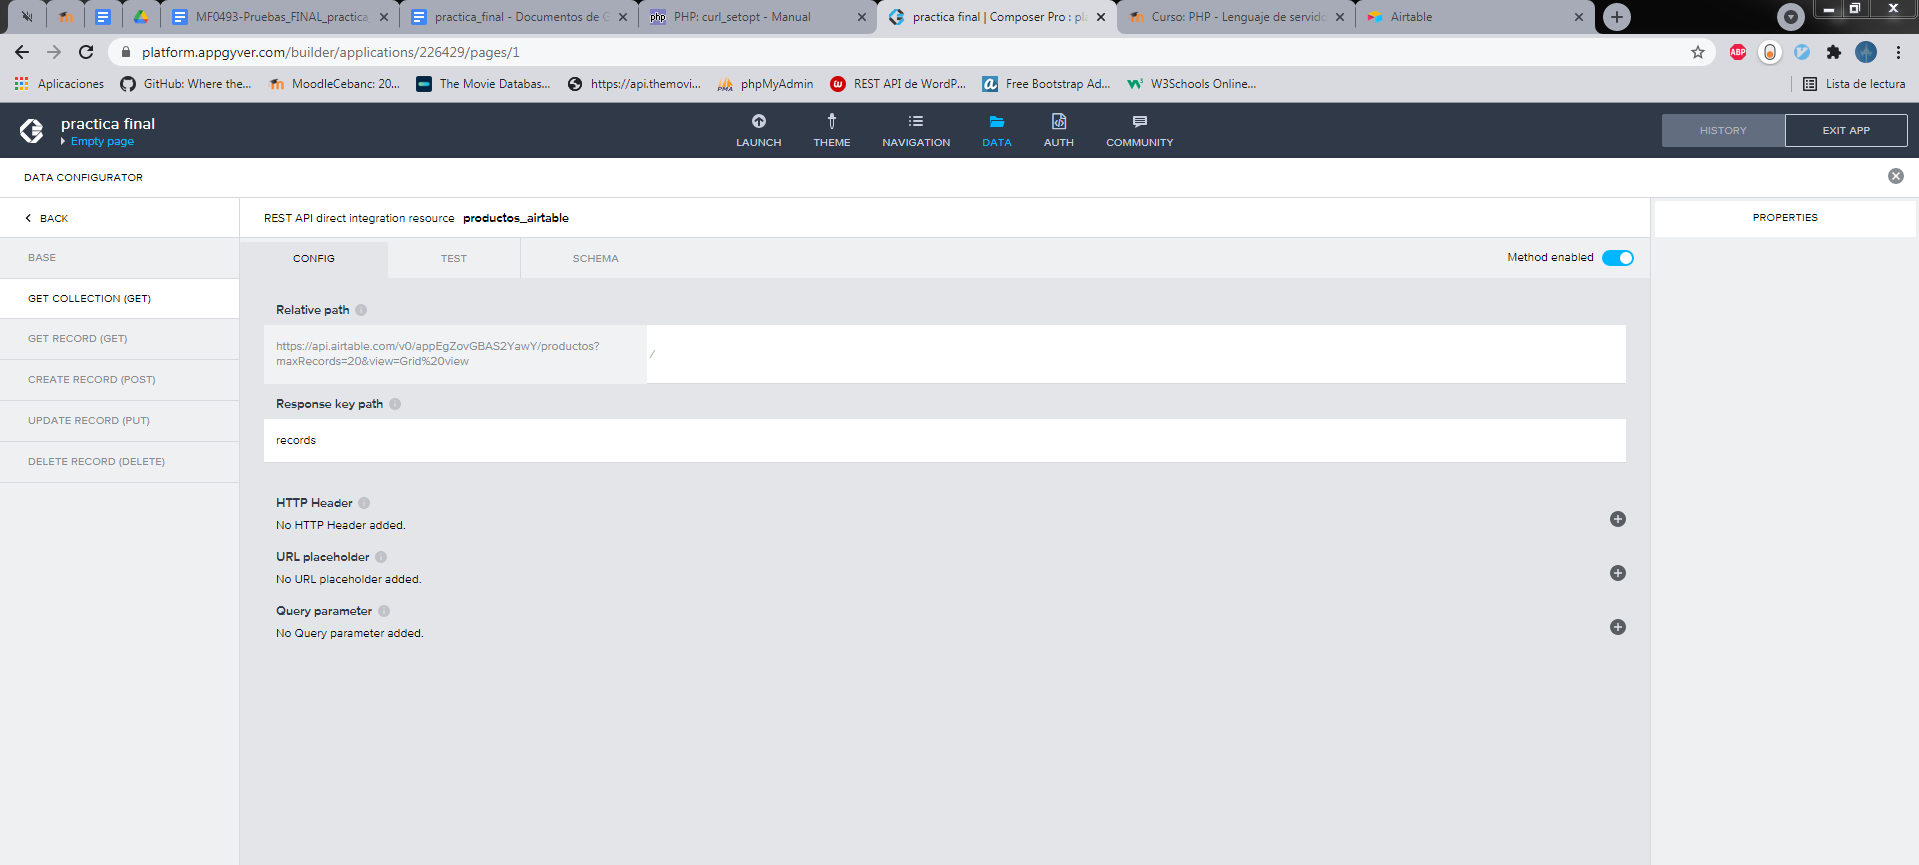 MF0493-Pruebas_FINAL_practica
practica_final - Documentos de G
php PHP: curl_setopt - Manual
practica final | Composer Pro : pl
Curso: PHP - Lenguaje de servido
Airtable
platform.appgyver.com/builder/applications/226429/pages/1
ABP
Aplicaciones
GitHub: Where the...
MoodleCebanc: 20...
The Movie Databas...
https://api.themovi...
PMA phpMyAdmin
REST API de WordP...
Free Bootstrap Ad...
W3Schools Online...
Lista de lectura
practica final
Empty page
LAUNCH
THEME
NAVIGATION
DATA
AUTH
COMMUNITY
HISTORY
EXIT APP
DATA CONFIGURATOR
BACK
REST API direct integration resource productos_airtable
PROPERTIES
BASE
CONFIG
TEST
SCHEMA
Method enabled
GET COLLECTION (GET)
GET RECORD (GET)
CREATE RECORD (POST)
UPDATE RECORD (PUT)
DELETE RECORD (DELETE)
Relative path
https://api.airtable.com/v0/appEgZovGBAS2YawY/productos?
maxRecords=20&view=Grid%20view
/
Response key path
records
HTTP Header
No HTTP Header added.
URL placeholder
No URL placeholder added.
Query parameter
No Query parameter added.